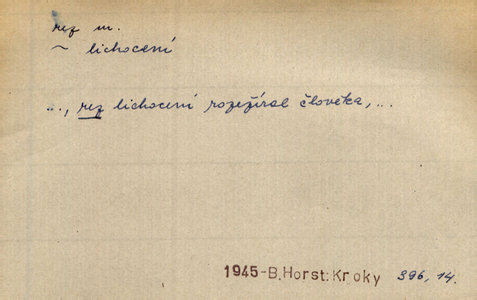 rez m.
~ lichocení
..., rez lichocení rozežíral člověka, ...
1945-B.Horst:Kroky 396, 14.